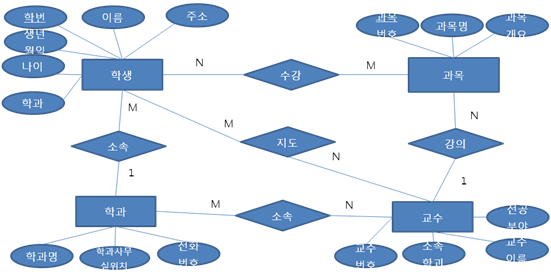 학번
이름
주소
생년
월일
나이
학과
학생
N
수강
M
과목
과목
번호
과목명
과목
개요
M
소속
1
M
지도
N
N
강의
1
학과
M
소속
N
교수
학과명
학과사무
실위치
전화
번호
교수
번호
소속
학과
전공
분야
교수
이름